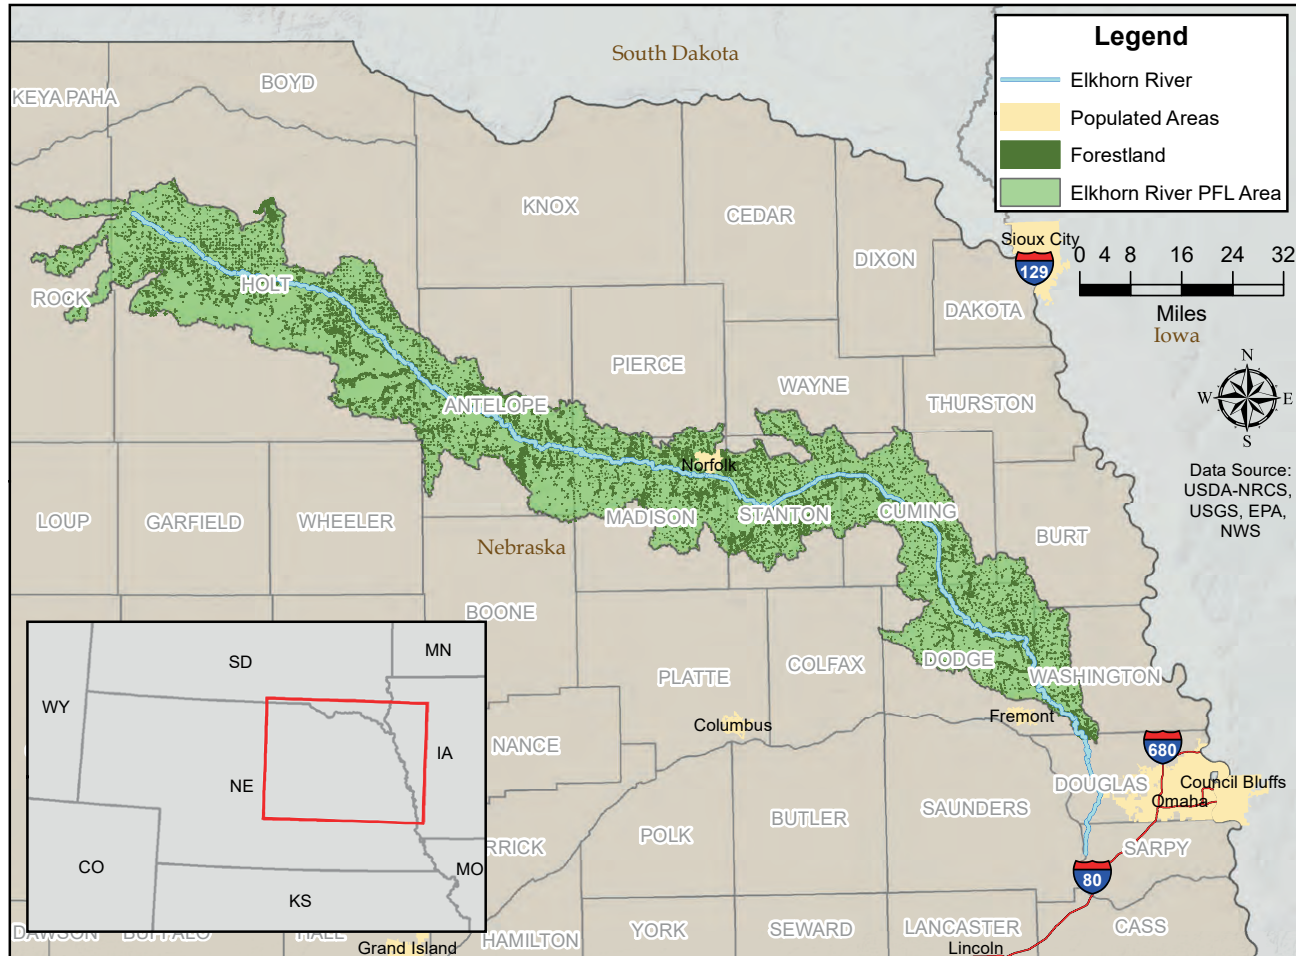 South Dakota
Legend
Elkhorn River
Populated Areas
Forestland
Elkhorn River PFL Area
KEYA PAHA
BOYD
KNOX
CEDAR
DIXON
Sioux City
129
0 4 8 16 24 32
Miles
Iowa
ROCK
HOLT
DAKOTA
PIERCE
WAYNE
THURSTON
ANTELOPE
N
W E
S
Norfolk
Data Source:
USDA-NRCS,
USGS, EPA,
NWS
LOUP
GARFIELD
WHEELER
MADISON
STANTON
CUMING
BURT
Nebraska
BOONE
PLATTE
COLFAX
DODGE
WASHINGTON
Columbus
Fremont
NANCE
680
DOUGLAS
Council Bluffs
Omaha
SAUNDERS
BUTLER
POLK
RRICK
SARPY
80
YORK
SEWARD
LANCASTER
CASS
HAMILTON
Lincoln
Grand Island
DAWSON
BUFFALO
HALL
SD
MN
WY
IA
NE
CO
MO
KS